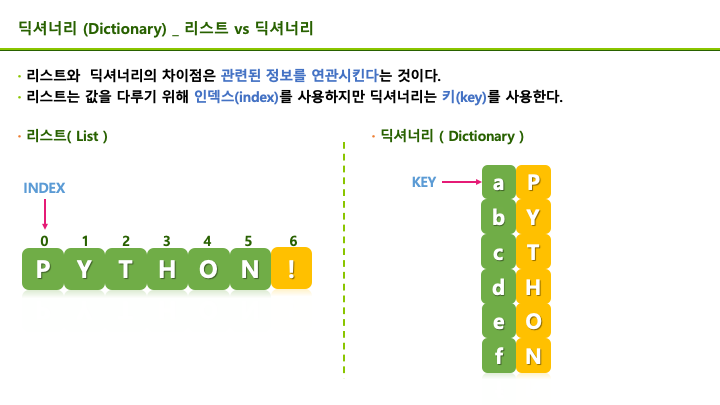 딕셔너리 (Dictionary) _ 리스트 vs 딕셔너리
· 리스트와  딕셔너리의 차이점은 관련된 정보를 연관시킨다는 것이다.
· 리스트는 값을 다루기 위해 인덱스(index)를 사용하지만 딕셔너리는 키(key)를 사용한다.
· 리스트( List )
INDEX
0 1 2 3 4 5 6
P Y T H O N !
· 딕셔너리 ( Dictionary )
KEY
a P
b Y
c T
d H
e O
f N